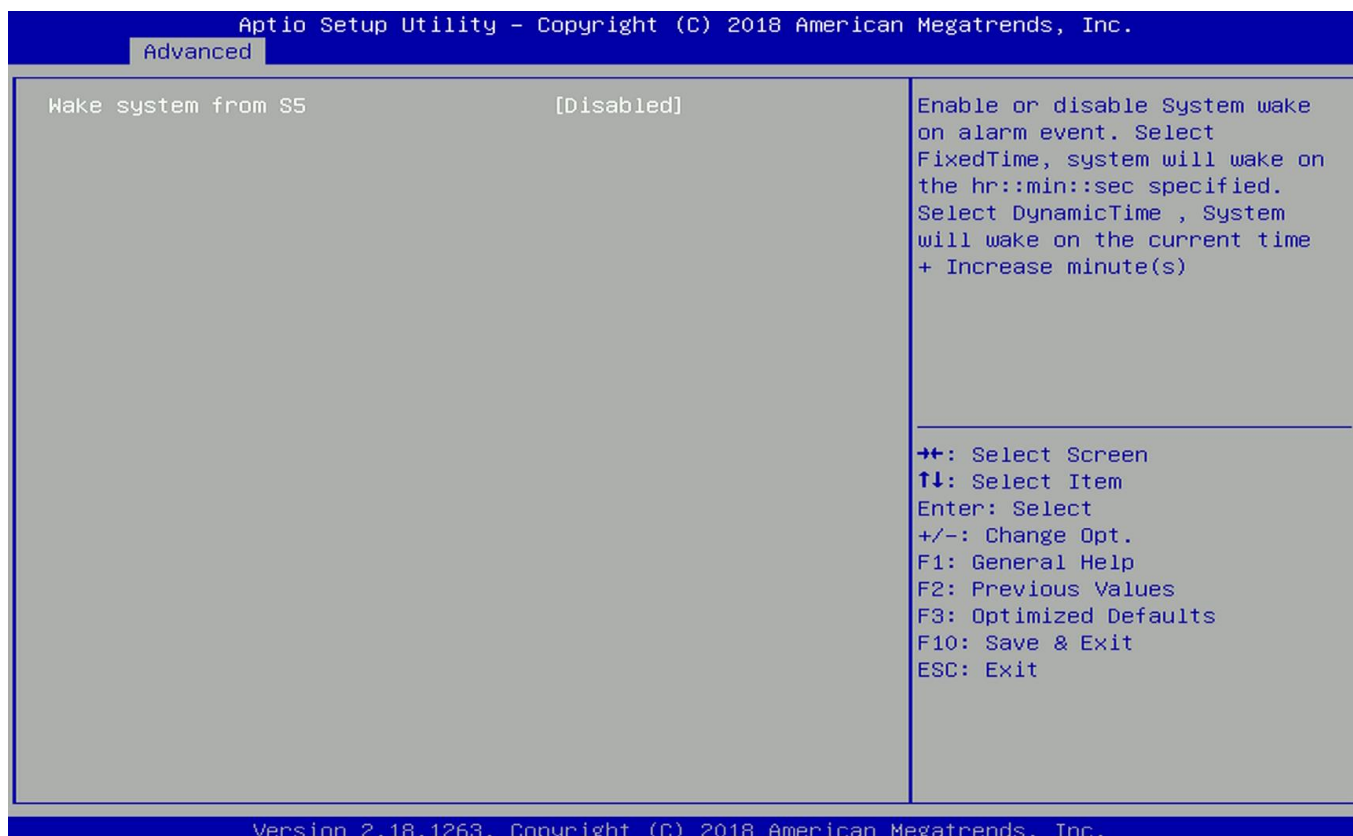 Aptio Setup Utility – Copyright (C) 2018 American Megatrends, Inc.
Advanced
Wake system from S5 [Disabled]
Enable or disable System wake
on alarm event. Select
FixedTime, system will wake on
the hr::min::sec specified.
Select DynamicTime , System
will wake on the current time
+ Increase minute(s)
→←: Select Screen
↑↓: Select Item
Enter: Select
+/-: Change Opt.
F1: General Help
F2: Previous Values
F3: Optimized Defaults
F10: Save & Exit
ESC: Exit
Version 2.18.1263. Copyright (C) 2018 American Megatrends, Inc.